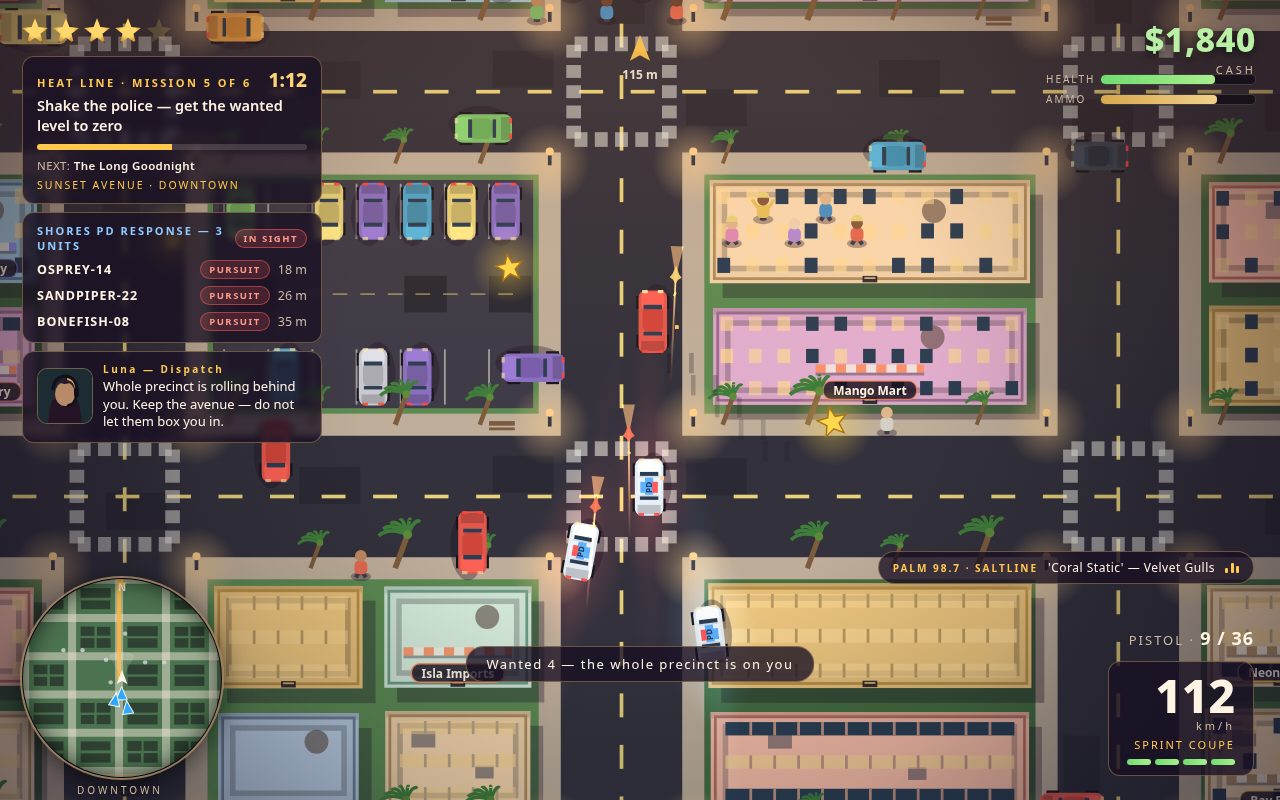 HEAT LINE · MISSION 5 OF 6 1:12
Shake the police — get the wanted
level to zero
NEXT: The Long Goodnight
SUNSET AVENUE · DOWNTOWN
SHORES PD RESPONSE — 3
UNITS
IN SIGHT
OSPREY-14 PURSUIT 18 m
SANDPIPER-22 PURSUIT 26 m
BONEFISH-08 PURSUIT 35 m
Luna — Dispatch
Whole precinct is rolling behind
you. Keep the avenue — do not
let them box you in.
115 m
$1,840
CASH
HEALTH
AMMO
Mango Mart
PD
PD
PD
PALM 98.7 · SALTLINE 'Coral Static' — Velvet Gulls
Isla Imports
Wanted 4 — the whole precinct is on you
PISTOL · 9 / 36
Neon
112
km/h
SPRINT COUPE
N
DOWNTOWN